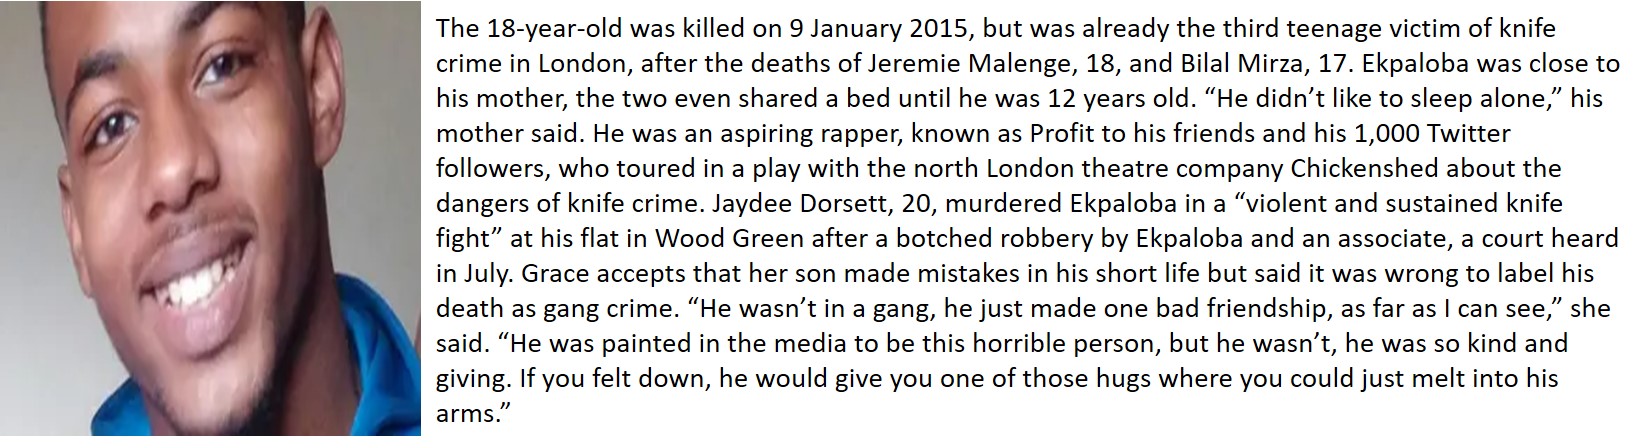 The 18-year-old was killed on 9 January 2015, but was already the third teenage victim of knife
crime in London, after the deaths of Jeremie Malenge, 18, and Bilal Mirza, 17. Ekpaloba was close to
his mother, the two even shared a bed until he was 12 years old. “He didn’t like to sleep alone,” his
mother said. He was an aspiring rapper, known as Profit to his friends and his 1,000 Twitter
followers, who toured in a play with the north London theatre company Chickenshed about the
dangers of knife crime. Jaydee Dorsett, 20, murdered Ekpaloba in a “violent and sustained knife
fight” at his flat in Wood Green after a botched robbery by Ekpaloba and an associate, a court heard
in July. Grace accepts that her son made mistakes in his short life but said it was wrong to label his
death as gang crime. “He wasn’t in a gang, he just made one bad friendship, as far as I can see,” she
said. “He was painted in the media to be this horrible person, but he wasn’t, he was so kind and
giving. If you felt down, he would give you one of those hugs where you could just melt into his
arms.”